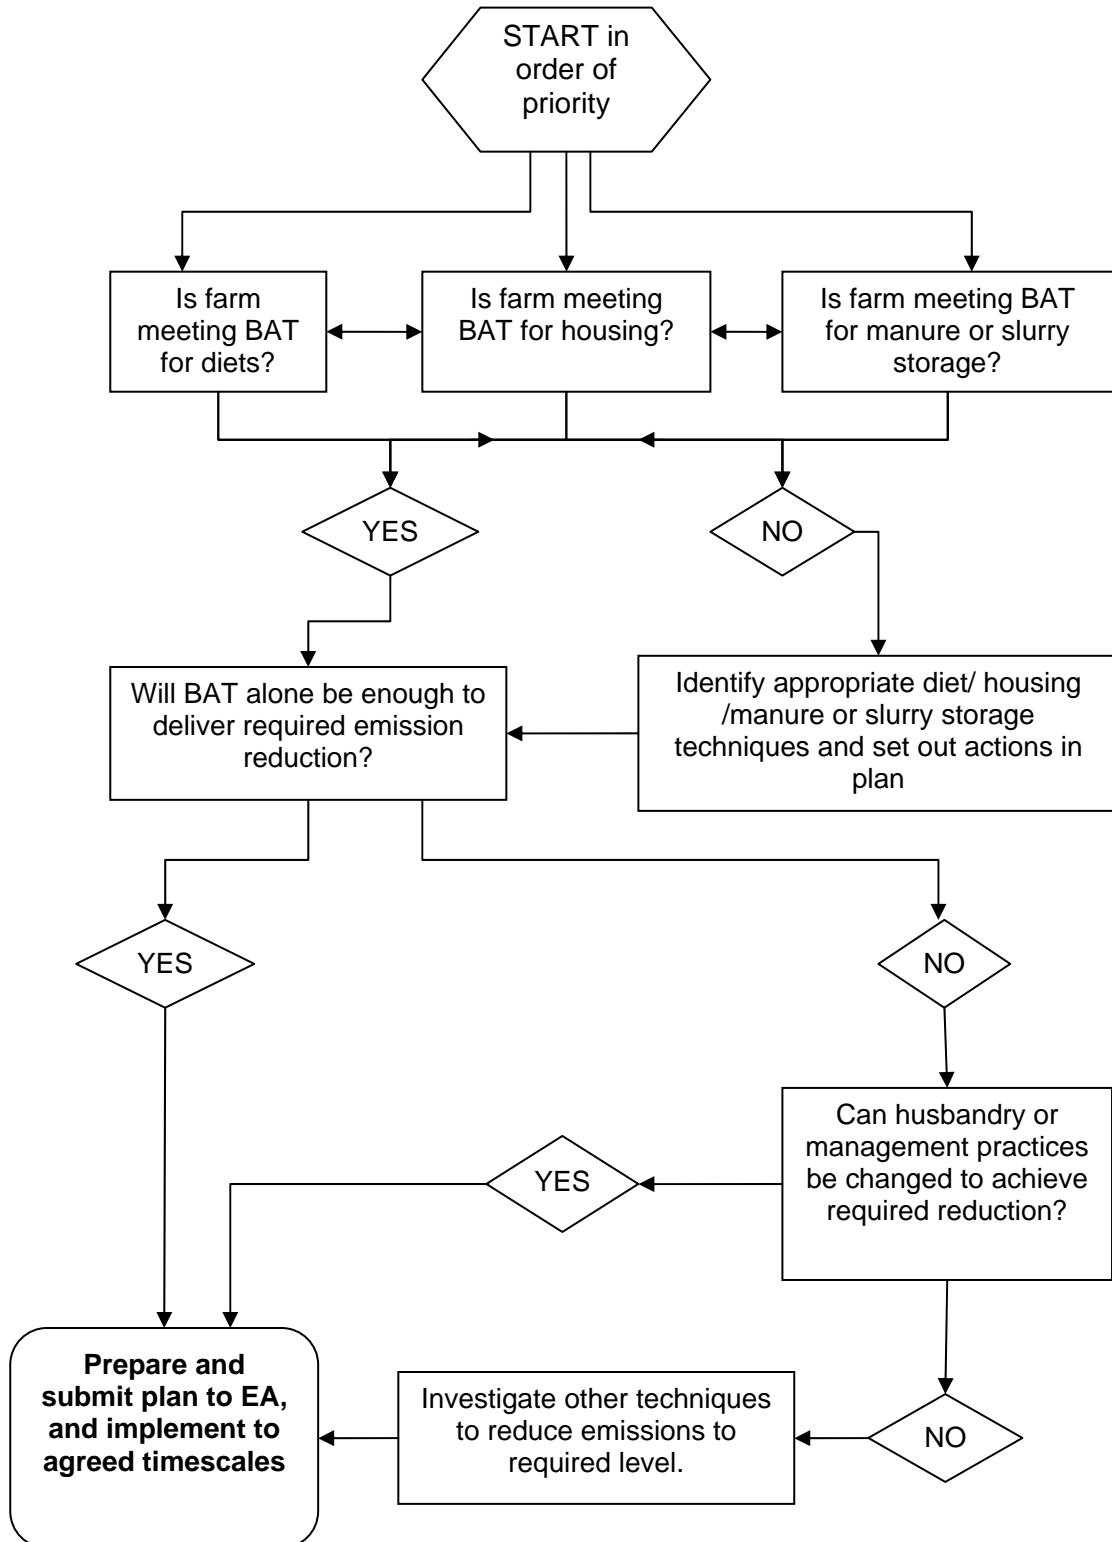 START in
order of
priority
Is farm
meeting BAT
for diets?
Is farm meeting
BAT for housing?
Is farm meeting BAT
for manure or slurry
storage?
YES
NO
Will BAT alone be enough to
deliver required emission
reduction?
Identify appropriate diet/ housing
/manure or slurry storage
techniques and set out actions in
plan
YES
NO
Can husbandry or
management practices
be changed to achieve
required reduction?
YES
Prepare and
submit plan to EA,
and implement to
agreed timescales
Investigate other techniques
to reduce emissions to
required level.
NO